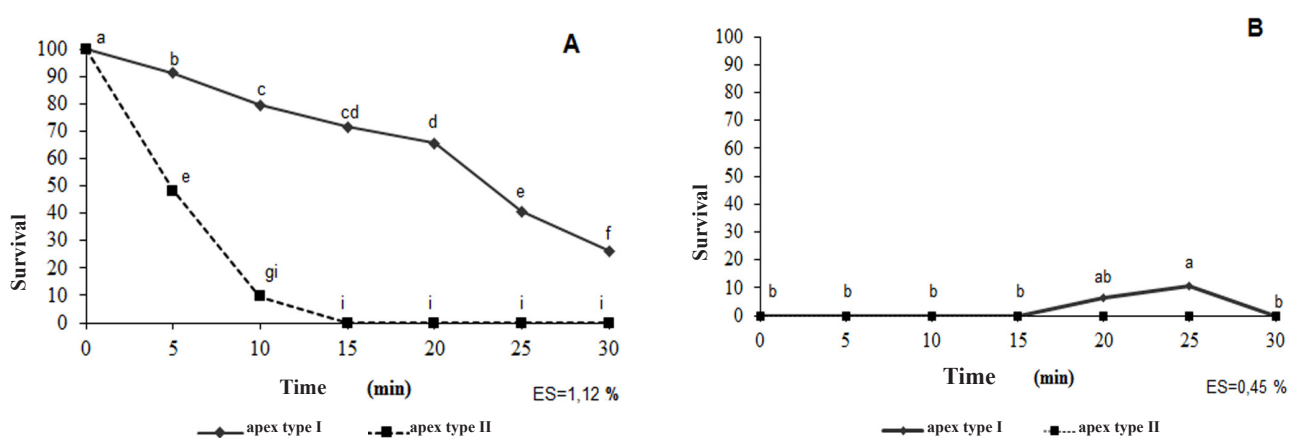 A
100
90
80
70
60
50
40
30
20
10
0
Survival
a
b
c
cd
d
e
f
e
gi
i
i
i
i
0 5 10 15 20 25 30
Time (min)
ES=1,12 %
apex type I apex type II
B
100
90
80
70
60
50
40
30
20
10
0
Survival
b b b b ab a b
0 5 10 15 20 25 30
Time (min)
ES=0,45 %
apex type I apex type II